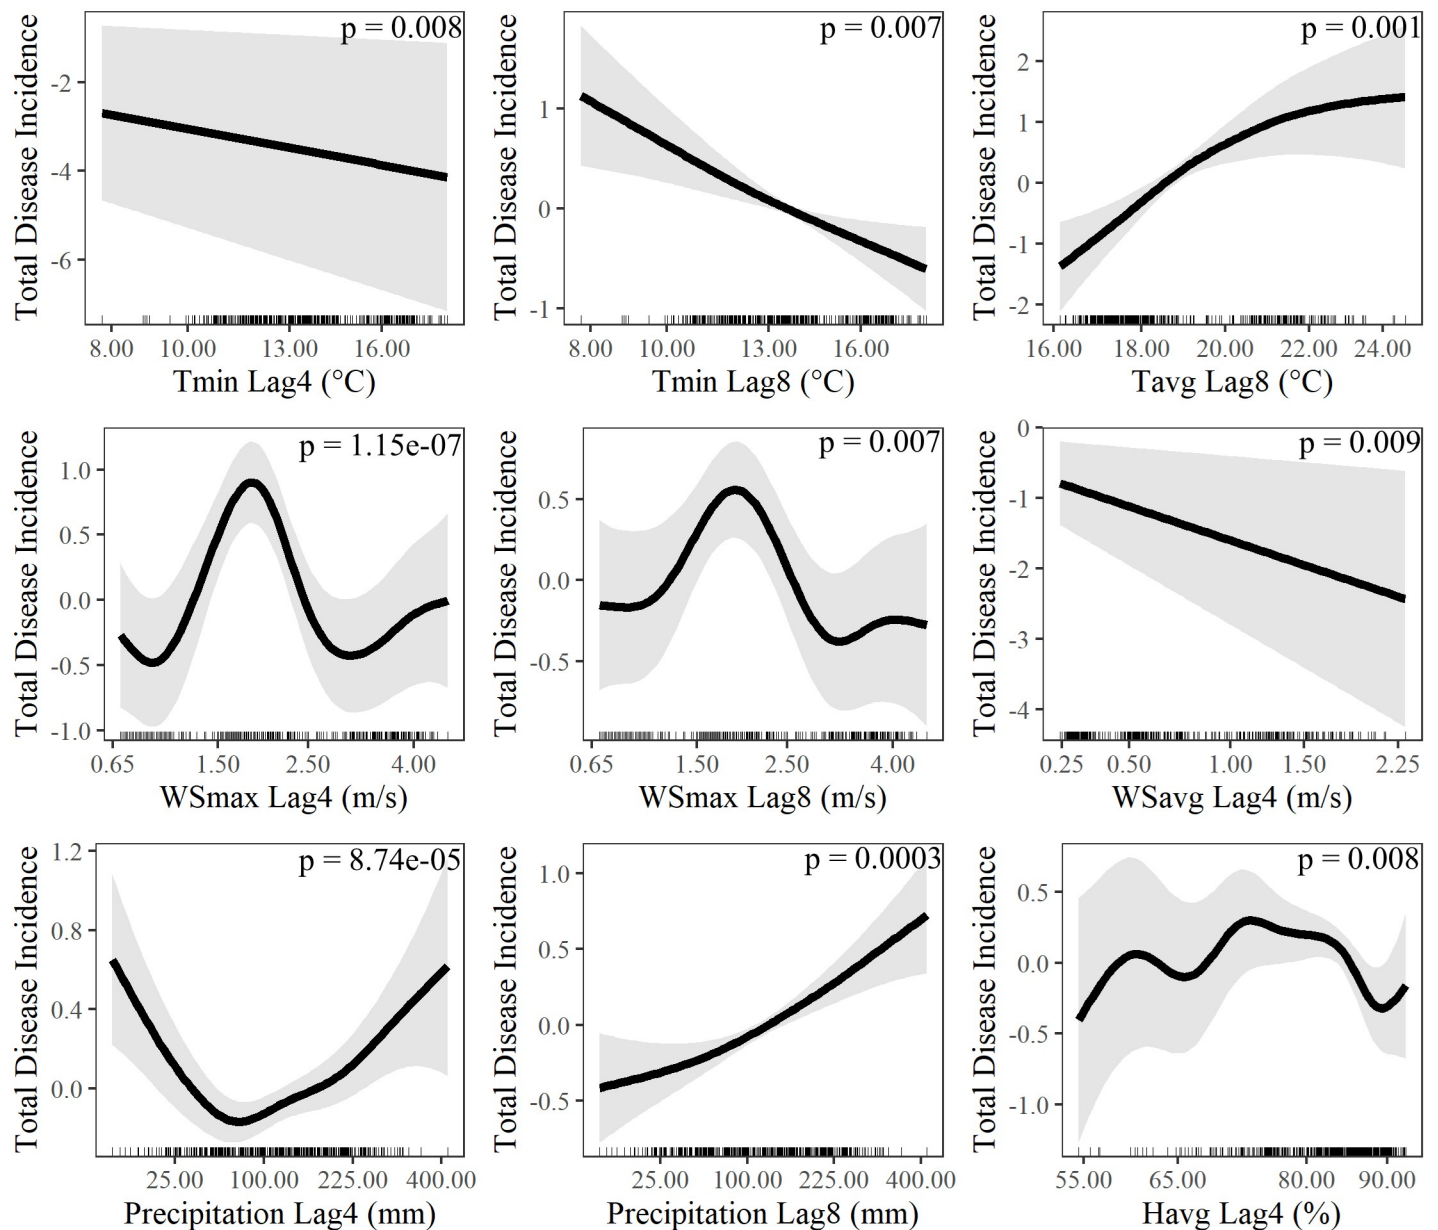 p = 0.008
Total Disease Incidence
-2
-4
-6
8.00 10.00 13.00 16.00
Tmin Lag4 (°C)
p = 0.007
Total Disease Incidence
1
0
-1
8.00 10.00 13.00 16.00
Tmin Lag8 (°C)
p = 0.001
Total Disease Incidence
2
1
0
-1
-2
16.00 18.00 20.00 22.00 24.00
Tavg Lag8 (°C)
p = 1.15e-07
Total Disease Incidence
1.0
0.5
0.0
-0.5
-1.0
0.65 1.50 2.50 4.00
WSmax Lag4 (m/s)
p = 0.007
Total Disease Incidence
0.5
0.0
-0.5
0.65 1.50 2.50 4.00
WSmax Lag8 (m/s)
p = 0.009
Total Disease Incidence
0
-1
-2
-3
-4
0.25 0.50 1.00 1.50 2.25
WSavg Lag4 (m/s)
p = 8.74e-05
Total Disease Incidence
1.2
0.8
0.4
0.0
25.00 100.00 225.00 400.00
Precipitation Lag4 (mm)
p = 0.0003
Total Disease Incidence
1.0
0.5
0.0
-0.5
25.00 100.00 225.00 400.00
Precipitation Lag8 (mm)
p = 0.008
Total Disease Incidence
0.5
0.0
-0.5
-1.0
55.00 65.00 80.00 90.00
Havg Lag4 (%)